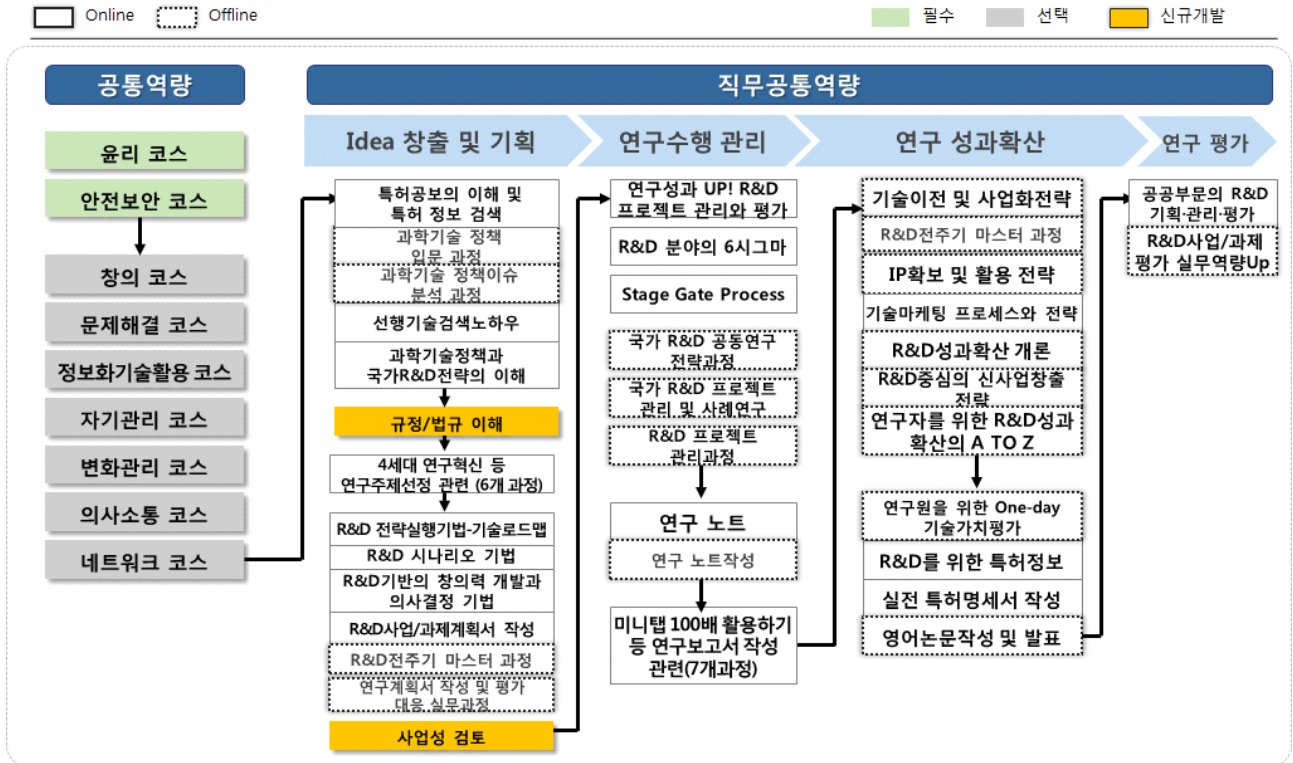 Online
Offline
필수
선택
신규개발
공통역량
직무공통역량
윤리 코스
안전보안 코스
창의 코스
문제해결 코스
정보화기술활용 코스
자기관리 코스
변화관리 코스
의사소통 코스
네트워크 코스
Idea 창출 및 기획
특허공보의 이해 및
특허 정보 검색
과학기술 정책
입문 과정
과학기술 정책이슈
분석 과정
선행기술검색노하우
과학기술정책과
국가R&D전략의 이해
규정/법규 이해
4세대 연구혁신 등
연구주제선정 관련 (6개 과정)
R&D 전략실행기법-기술로드맵
R&D 시나리오 기법
R&D기반의 창의력 개발과
의사결정 기법
R&D사업/과제계획서 작성
R&D전주기 마스터 과정
연구계획서 작성 및 평가
대응 실무과정
사업성 검토
연구수행 관리
연구성과 UP! R&D
프로젝트 관리와 평가
R&D 분야의 6시그마
Stage Gate Process
국가 R&D 공동연구
전략과정
국가 R&D 프로젝트
관리 및 사례연구
R&D 프로젝트
관리과정
연구 노트
연구 노트작성
미니탭 100배 활용하기
등 연구보고서 작성
관련(7개과정)
연구 성과확산
기술이전 및 사업화전략
R&D전주기 마스터 과정
IP확보 및 활용 전략
기술마케팅 프로세스와 전략
R&D성과확산 개론
R&D중심의 신사업창출
전략
연구자를 위한 R&D성과
확산의 A TO Z
연구원을 위한 One-day
기술가치평가
R&D를 위한 특허정보
실전 특허명세서 작성
영어논문작성 및 발표
연구 평가
공공부문의 R&D
기획·관리·평가
R&D사업/과제
평가 실무역량Up